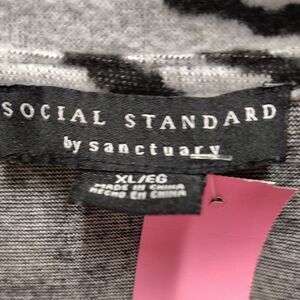 SOCIAL STANDARD
by sanctuary
XL/EG
MADE IN CHINA
HECHO EN CHINA